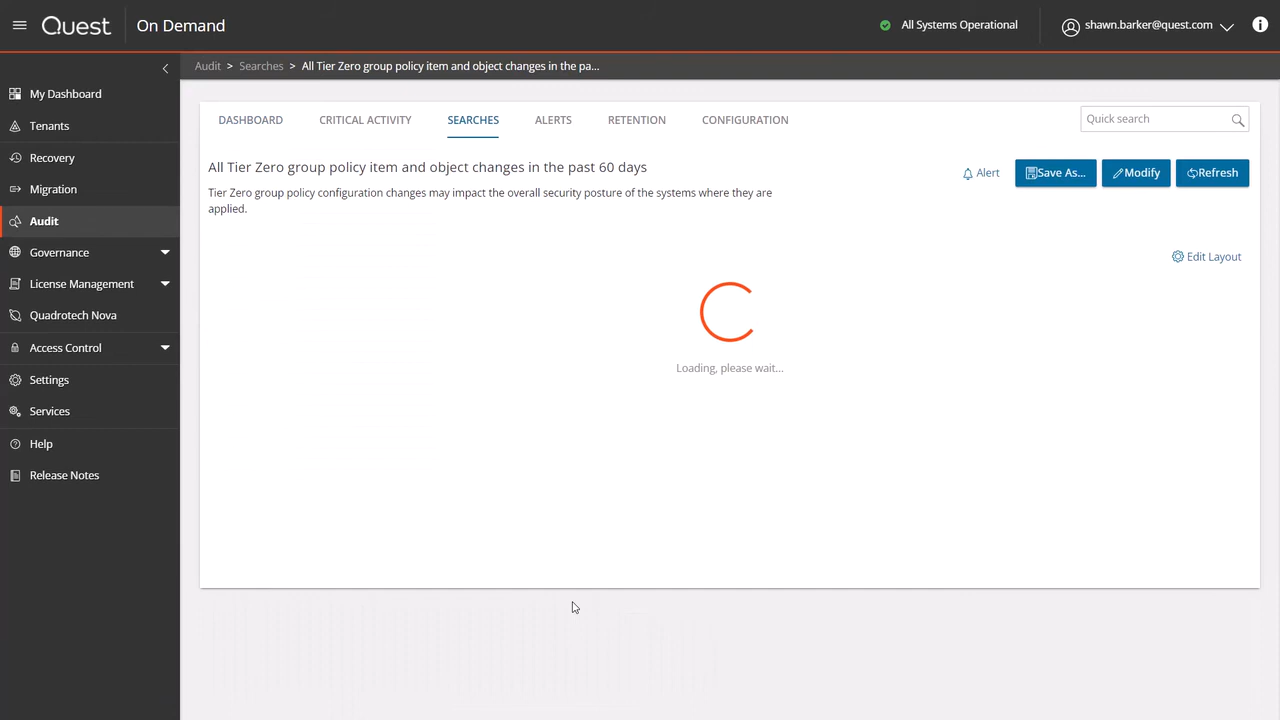 Quest On Demand
All Systems Operational
shawn.barker@quest.com
Audit > Searches > All Tier Zero group policy item and object changes in the pa...
My Dashboard
Tenants
Recovery
Migration
Audit
Governance
License Management
Quadrotech Nova
Access Control
Settings
Services
Help
Release Notes
DASHBOARD CRITICAL ACTIVITY SEARCHES ALERTS RETENTION CONFIGURATION
Quick search
All Tier Zero group policy item and object changes in the past 60 days
Alert Save As... Modify Refresh
Tier Zero group policy configuration changes may impact the overall security posture of the systems where they are
applied.
Edit Layout
Loading, please wait...